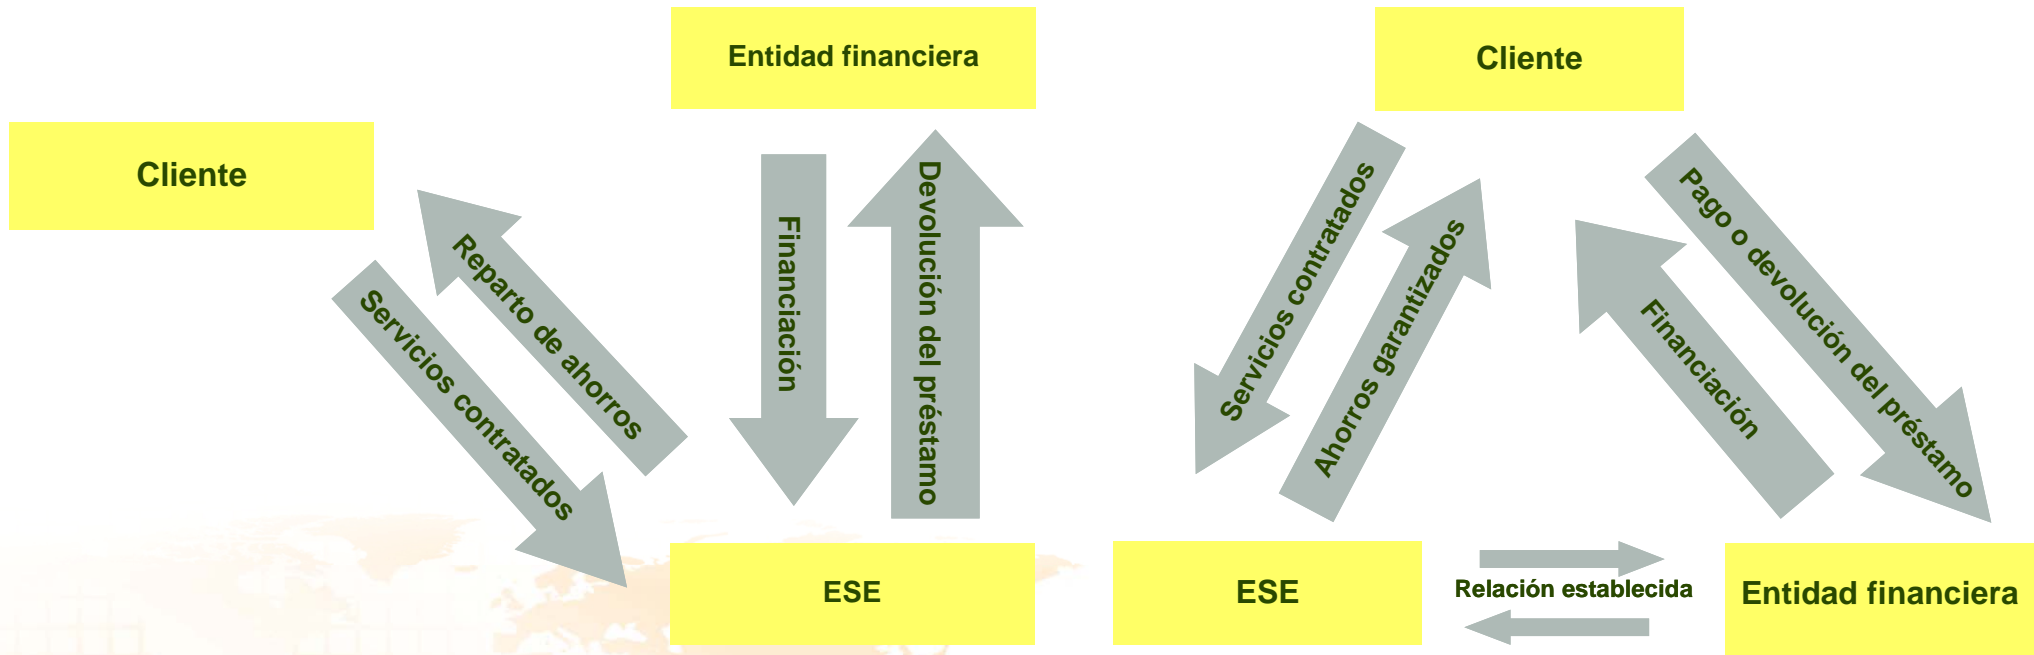 Entidad financiera
Cliente
Reparto de ahorros
Servicios contratados
Financiación
Devolución del préstamo
ESE
Cliente
Servicios contratados
Ahorros garantizados
Pago o devolución del préstamo
Financiación
ESE
Relación establecida
Entidad financiera